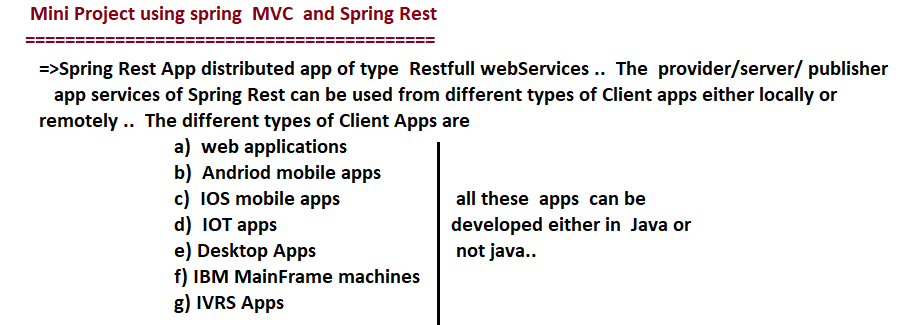 Mini Project using spring MVC and Spring Rest
=========================================
=>Spring Rest App distributed app of type Restfull webServices .. The provider/server/ publisher
app services of Spring Rest can be used from different types of Client apps either locally or
remotely .. The different types of Client Apps are
a) web applications
b) Andriod mobile apps
c) IOS mobile apps
d) IOT apps
e) Desktop Apps
f) IBM MainFrame machines
g) IVRS Apps
all these apps can be
developed either in Java or
not java..